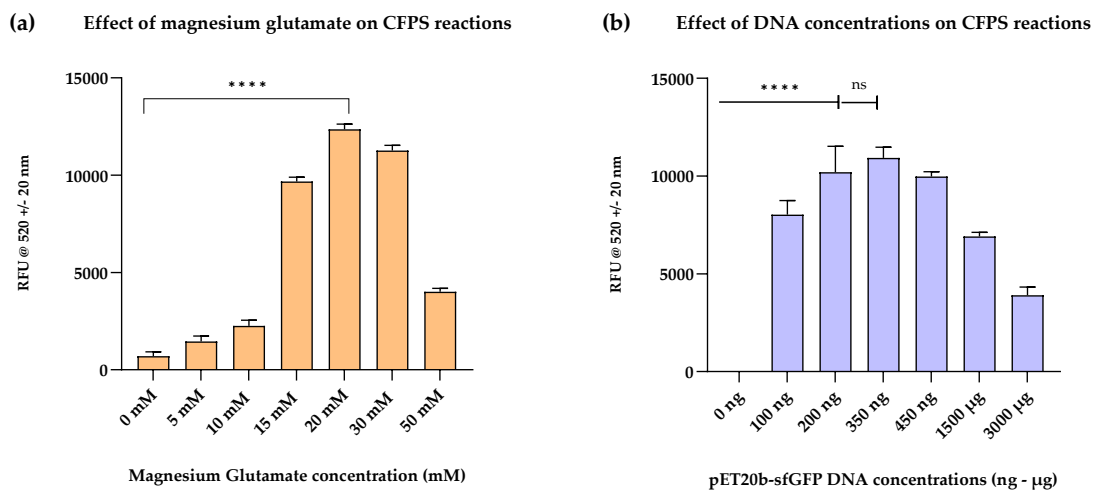 (a) Effect of magnesium glutamate on CFPS reactions
RFU @ 520 +/- 20 nm
15000
10000
5000
0
****
0 mM
5 mM
10 mM
15 mM
20 mM
30 mM
50 mM
Magnesium Glutamate concentration (mM)
(b) Effect of DNA concentrations on CFPS reactions
RFU @ 520 +/- 20 nm
15000
10000
5000
0
****
ns
0 ng
100 ng
200 ng
350 ng
450 ng
1500 µg
3000 µg
pET20b-sfGFP DNA concentrations (ng - µg)